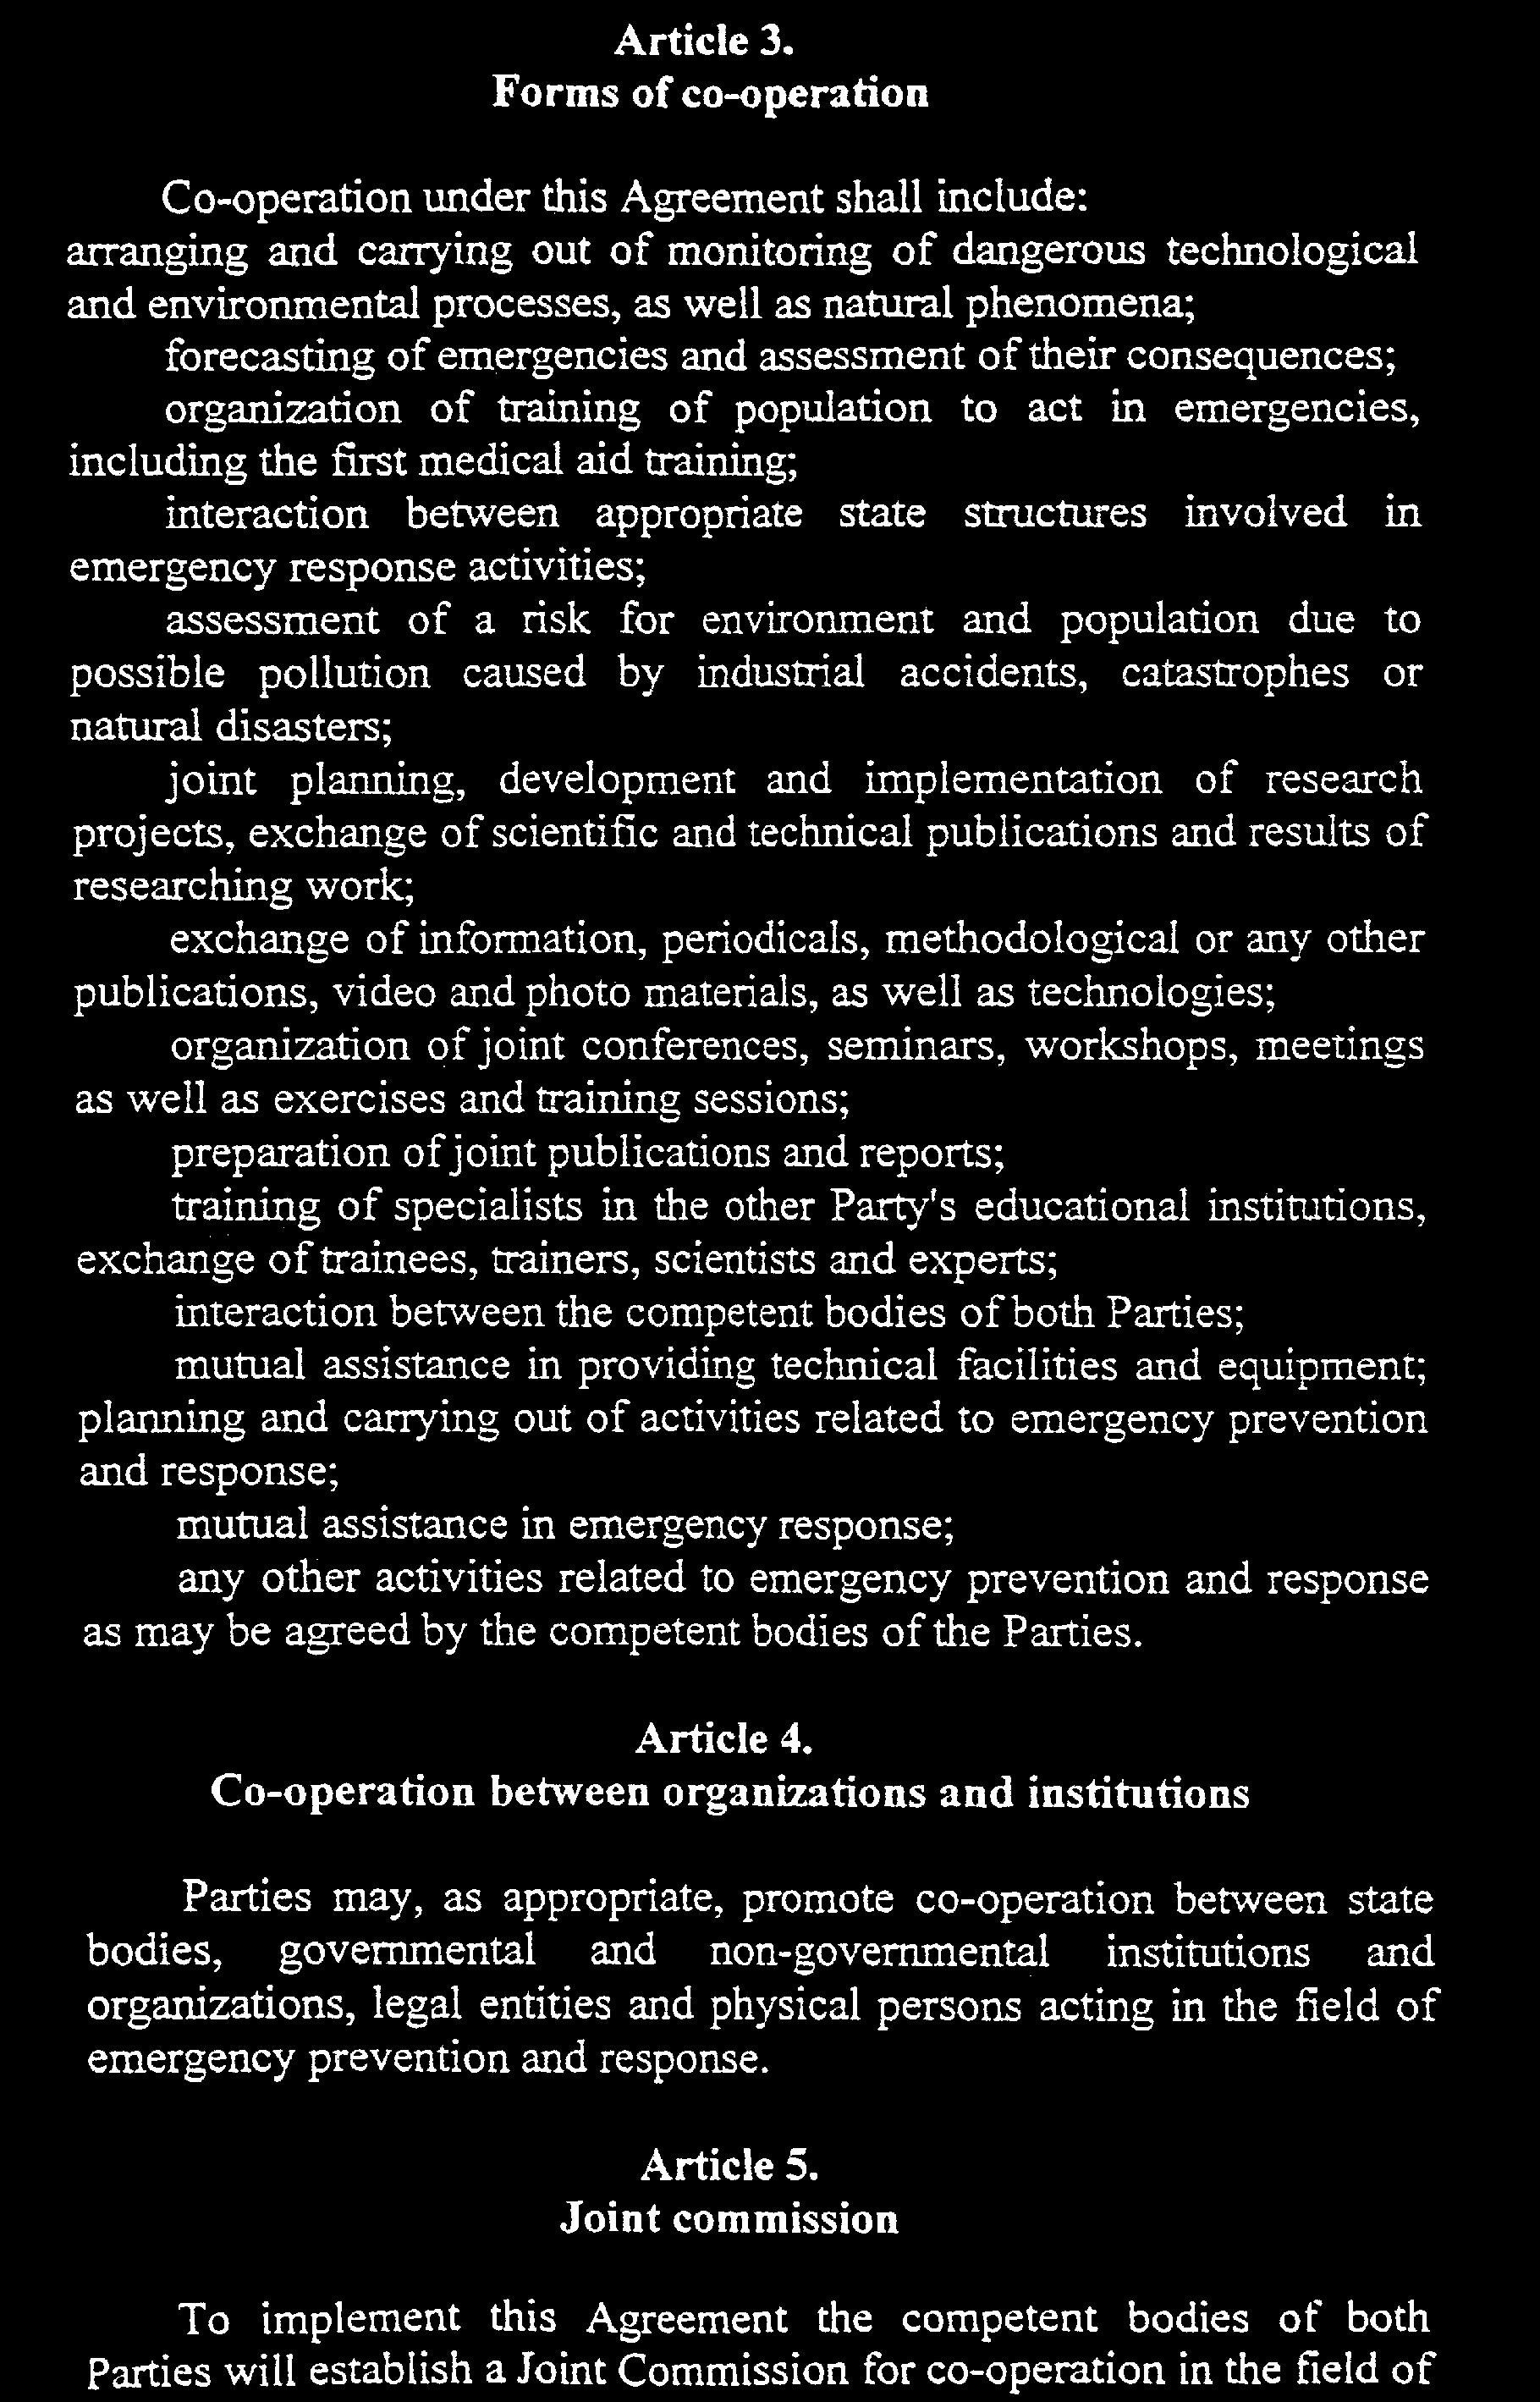 Article 3.
Forms of co-operation
Co-operation under this Agreement shall include:
arranging and carrying out of monitoring of dangerous technological
and environmental processes, as well as natural phenomena;
forecasting of emergencies and assessment of their consequences;
organization of training of population to act in emergencies,
including the first medical aid training;
interaction between appropriate state structures involved in
emergency response activities;
assessment of a risk for environment and population due to
possible pollution caused by industrial accidents, catastrophes or
natural disasters;
joint planning, development and implementation of research
projects, exchange of scientific and technical publications and results of
researching work;
exchange of information, periodicals, methodological or any other
publications, video and photo materials, as well as technologies;
organization of joint conferences, seminars, workshops, meetings
as well as exercises and training sessions;
preparation of joint publications and reports;
training of specialists in the other Party's educational institutions,
exchange of trainees, trainers, scientists and experts;
interaction between the competent bodies of both Parties;
mutual assistance in providing technical facilities and equipment;
planning and carrying out of activities related to emergency prevention
and response;
mutual assistance in emergency response;
any other activities related to emergency prevention and response
as may be agreed by the competent bodies of the Parties.
Article 4.
Co-operation between organizations and institutions
Parties may, as appropriate, promote co-operation between state
bodies, governmental and non-governmental institutions and
organizations, legal entities and physical persons acting in the field of
emergency prevention and response.
Article 5.
Joint commission
To implement this Agreement the competent bodies of both
Parties will establish a Joint Commission for co-operation in the field of